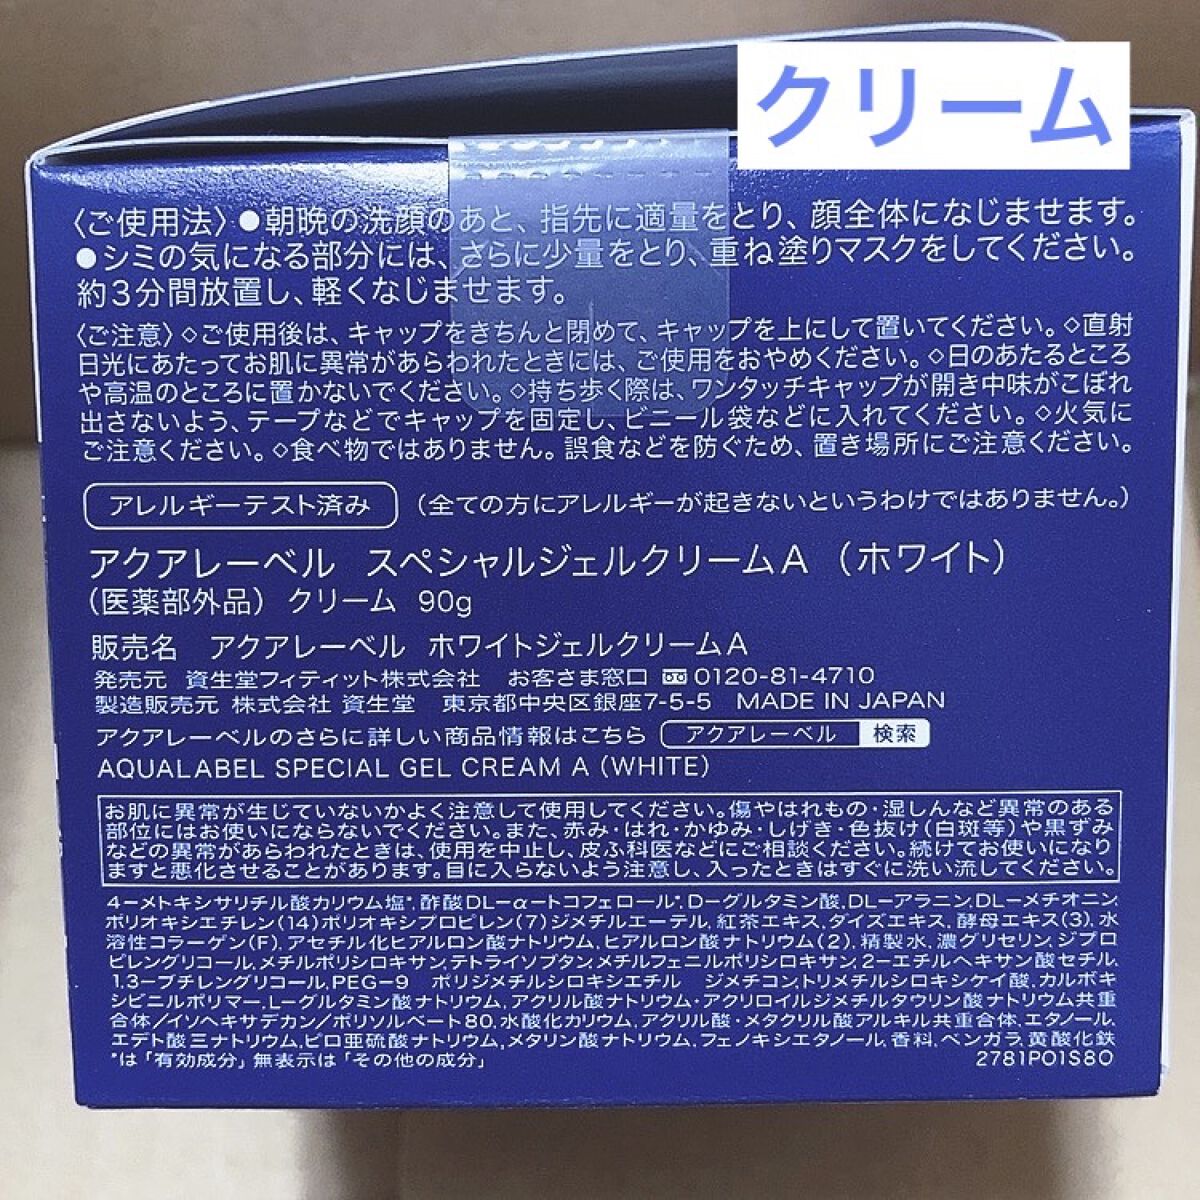 クリーム
〈ご使用法〉●朝晩の洗顔のあと、指先に適量をとり、顔全体になじませます。
●シミの気になる部分には、さらに少量をとり、重ね塗りマスクをしてください。
約3分間放置し、軽くなじませます。
〈ご注意〉◇ご使用後は、キャップをきちんと閉めて、キャップを上にして置いてください。◇直射
日光にあたってお肌に異常があらわれたときには、ご使用をおやめください。◇日のあたるところ
や高温のところに置かないでください。◇持ち歩く際は、ワンタッチキャップが開き中味がこぼれ
出さないよう、テープなどでキャップを固定し、ビニール袋などに入れてください。◇火気に
ご注意ください。◇食べ物ではありません。誤食などを防ぐため、置き場所にご注意ください。
アレルギーテスト済み (全ての方にアレルギーが起きないというわけではありません。)
アクアレーベル スペシャルジェルクリームA (ホワイト)
(医薬部外品) クリーム 90g
販売名 アクアレーベル ホワイトジェルクリームA
発売元 資生堂フィティット株式会社 お客さま窓口 0120-81-4710
製造販売元 株式会社 資生堂 東京都中央区銀座7-5-5 MADE IN JAPAN
アクアレーベルのさらに詳しい商品情報はこちら アクアレーベル 検索
AQUALABEL SPECIAL GEL CREAM A (WHITE)
お肌に異常が生じていないかよく注意して使用してください。傷やはれもの・湿しんなど異常のある
部位にはお使いにならないでください。また、赤み・はれ・かゆみ・しげき・色抜け(白斑等)や黒ずみ
などの異常があらわれたときは、使用を中止し、皮ふ科医などにご相談ください。続けてお使いになり
ますと悪化させることがあります。目に入らないよう注意し、入ったときはすぐに洗い流してください。
4-メトキシサリチル酸カリウム塩*,酢酸DL-α-トコフェロール*,D-グルタミン酸,DL-アラニン,DL-メチオニン
ポリオキシエチレン(14)ポリオキシプロピレン(7)ジメチルエーテル,紅茶エキス,ダイズエキス,酵母エキス(3),水
溶性コラーゲン(F),アセチル化ヒアルロン酸ナトリウム,ヒアルロン酸ナトリウム(2),精製水,濃グリセリン,ジプロ
ピレングリコール,メチルポリシロキサン,テトライソブタン,メチルフェニルポリシロキサン,2-エチルヘキサン酸セチル,
1,3-ブチレングリコール,PEG-9 ポリジメチルシロキシエチル ジメチコン,トリメチルシロキシケイ酸,カルボキ
シビニルポリマー,L-グルタミン酸ナトリウム,アクリル酸ナトリウム・アクリロイルジメチルタウリン酸ナトリウム共重
合体/イソヘキサデカン/ポリソルベート80,水酸化カリウム,アクリル酸・メタクリル酸アルキル共重合体,エタノール,
エデト酸三ナトリウム,ピロ亜硫酸ナトリウム,メタリン酸ナトリウム,フェノキシエタノール,香料,ベンガラ,黄酸化鉄
*は「有効成分」無表示は「その他の成分」 2781P01S80